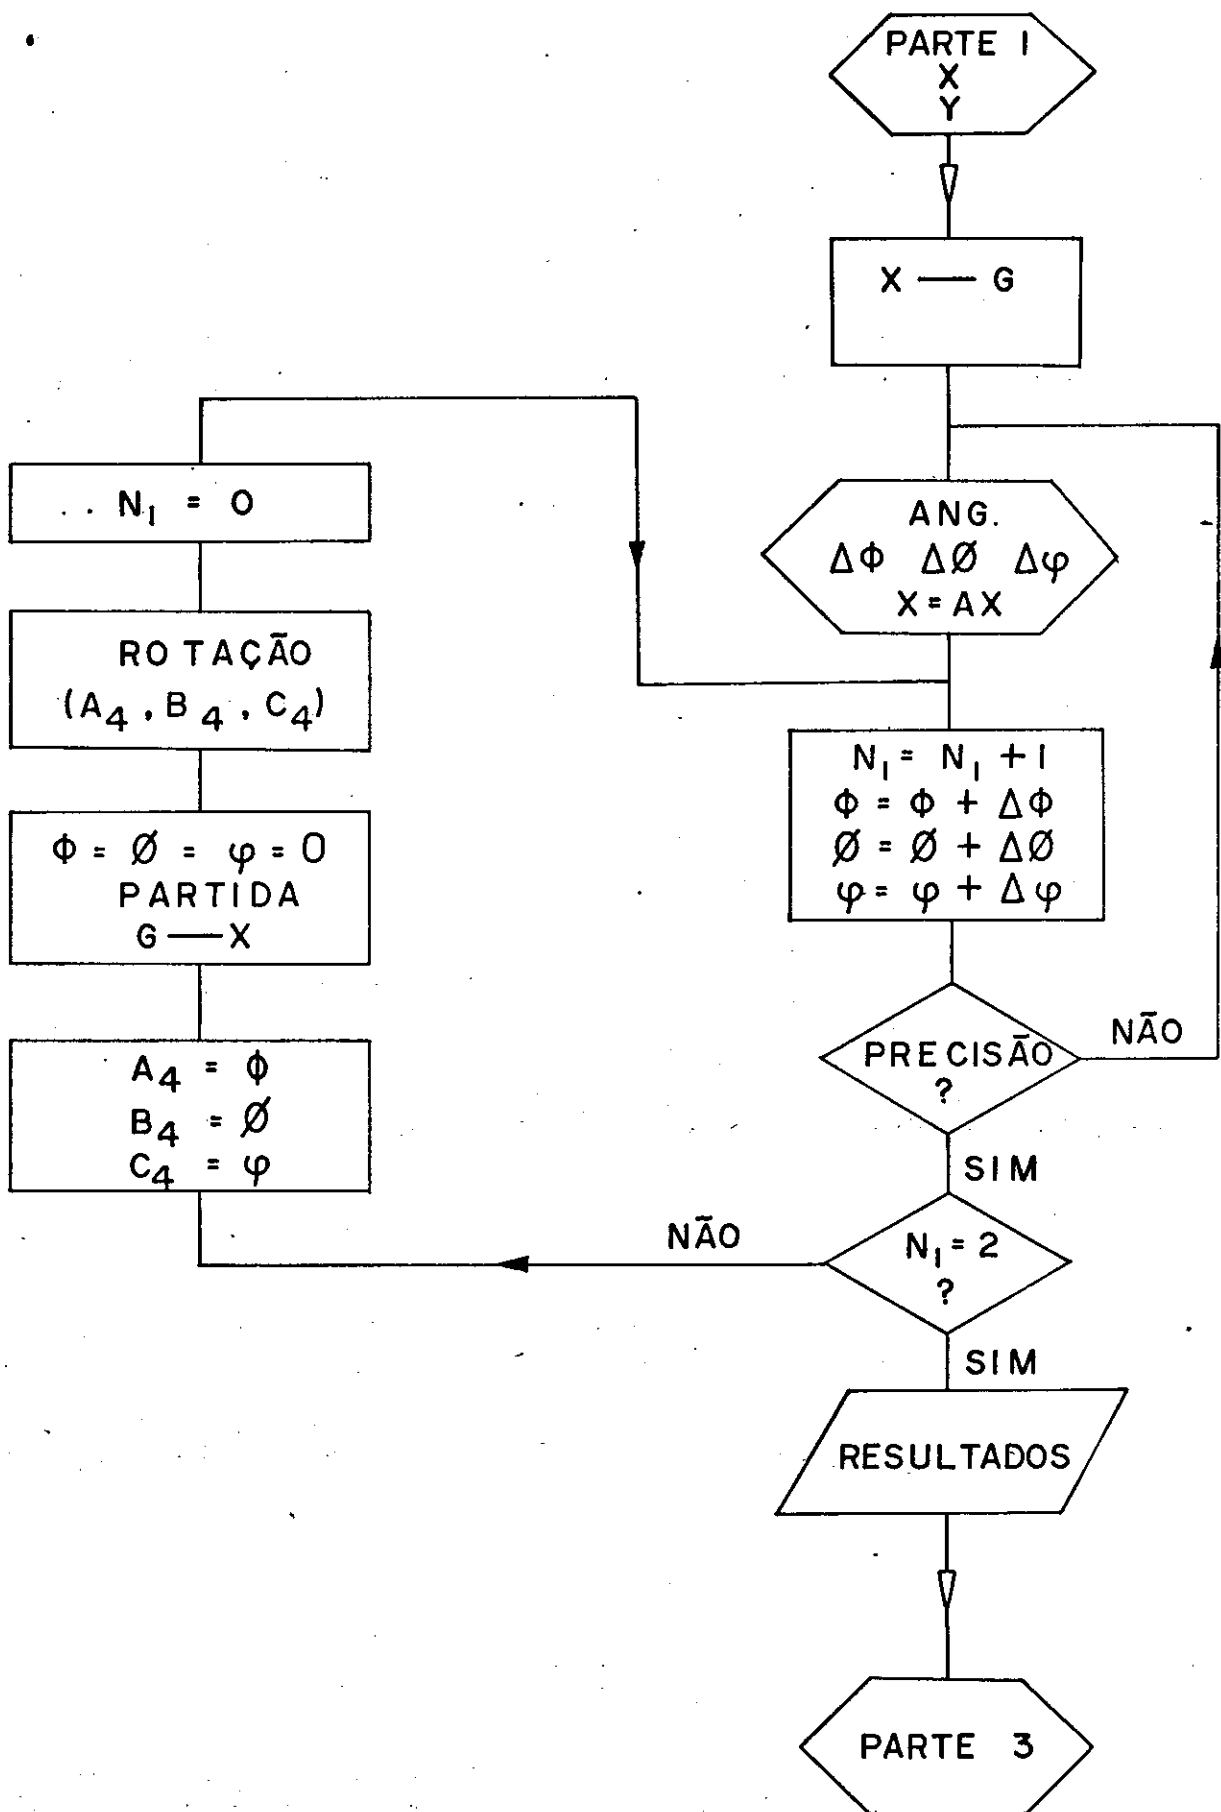 PARTE 1
X
Y
X — G
ANG.
ΔΦ ΔØ Δφ
X = AX
N₁ = N₁ + 1
Φ = Φ + ΔΦ
Ø = Ø + ΔØ
φ = φ + Δφ
PRECISÃO
?
NÃO
SIM
N₁ = 2
?
NÃO
SIM
A₄ = Φ
B₄ = Ø
C₄ = φ
Φ = Ø = φ = 0
PARTIDA
G — X
ROTAÇÃO
(A₄, B₄, C₄)
N₁ = 0
RESULTADOS
PARTE 3